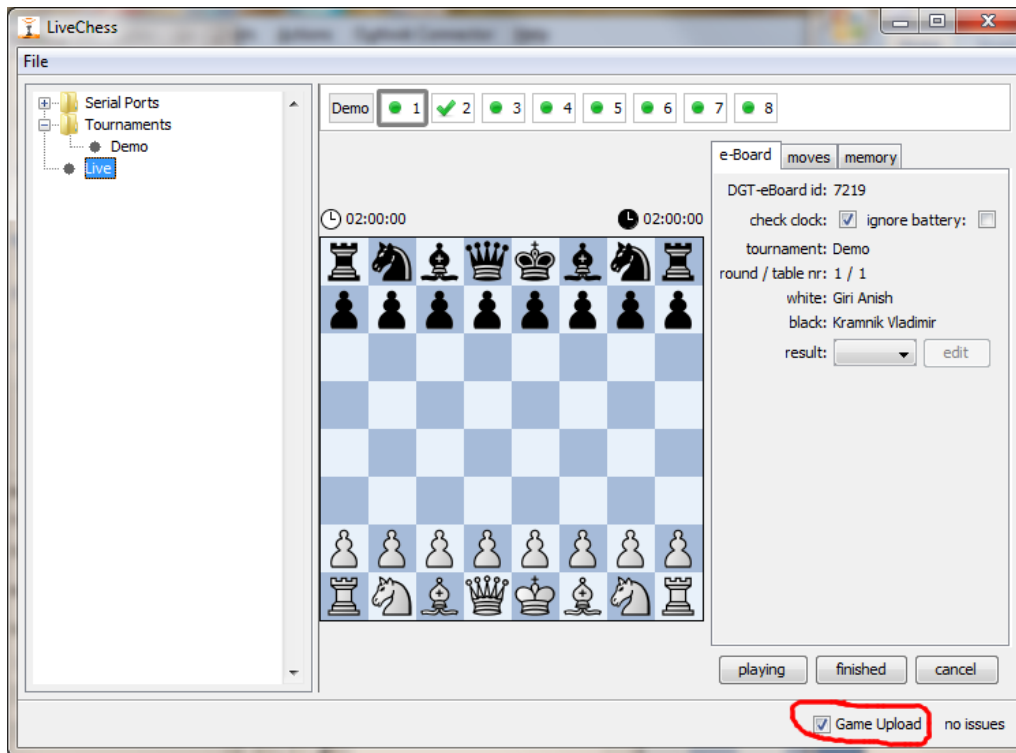 LiveChess
File
Serial Ports
Tournaments
Demo
Live
Demo 1 2 3 4 5 6 7 8
e-Board moves memory
DGT-eBoard id: 7219
02:00:00 02:00:00
check clock: ignore battery:
tournament: Demo
round / table nr: 1 / 1
white: Giri Anish
black: Kramnik Vladimir
result: edit
playing finished cancel
Game Upload no issues